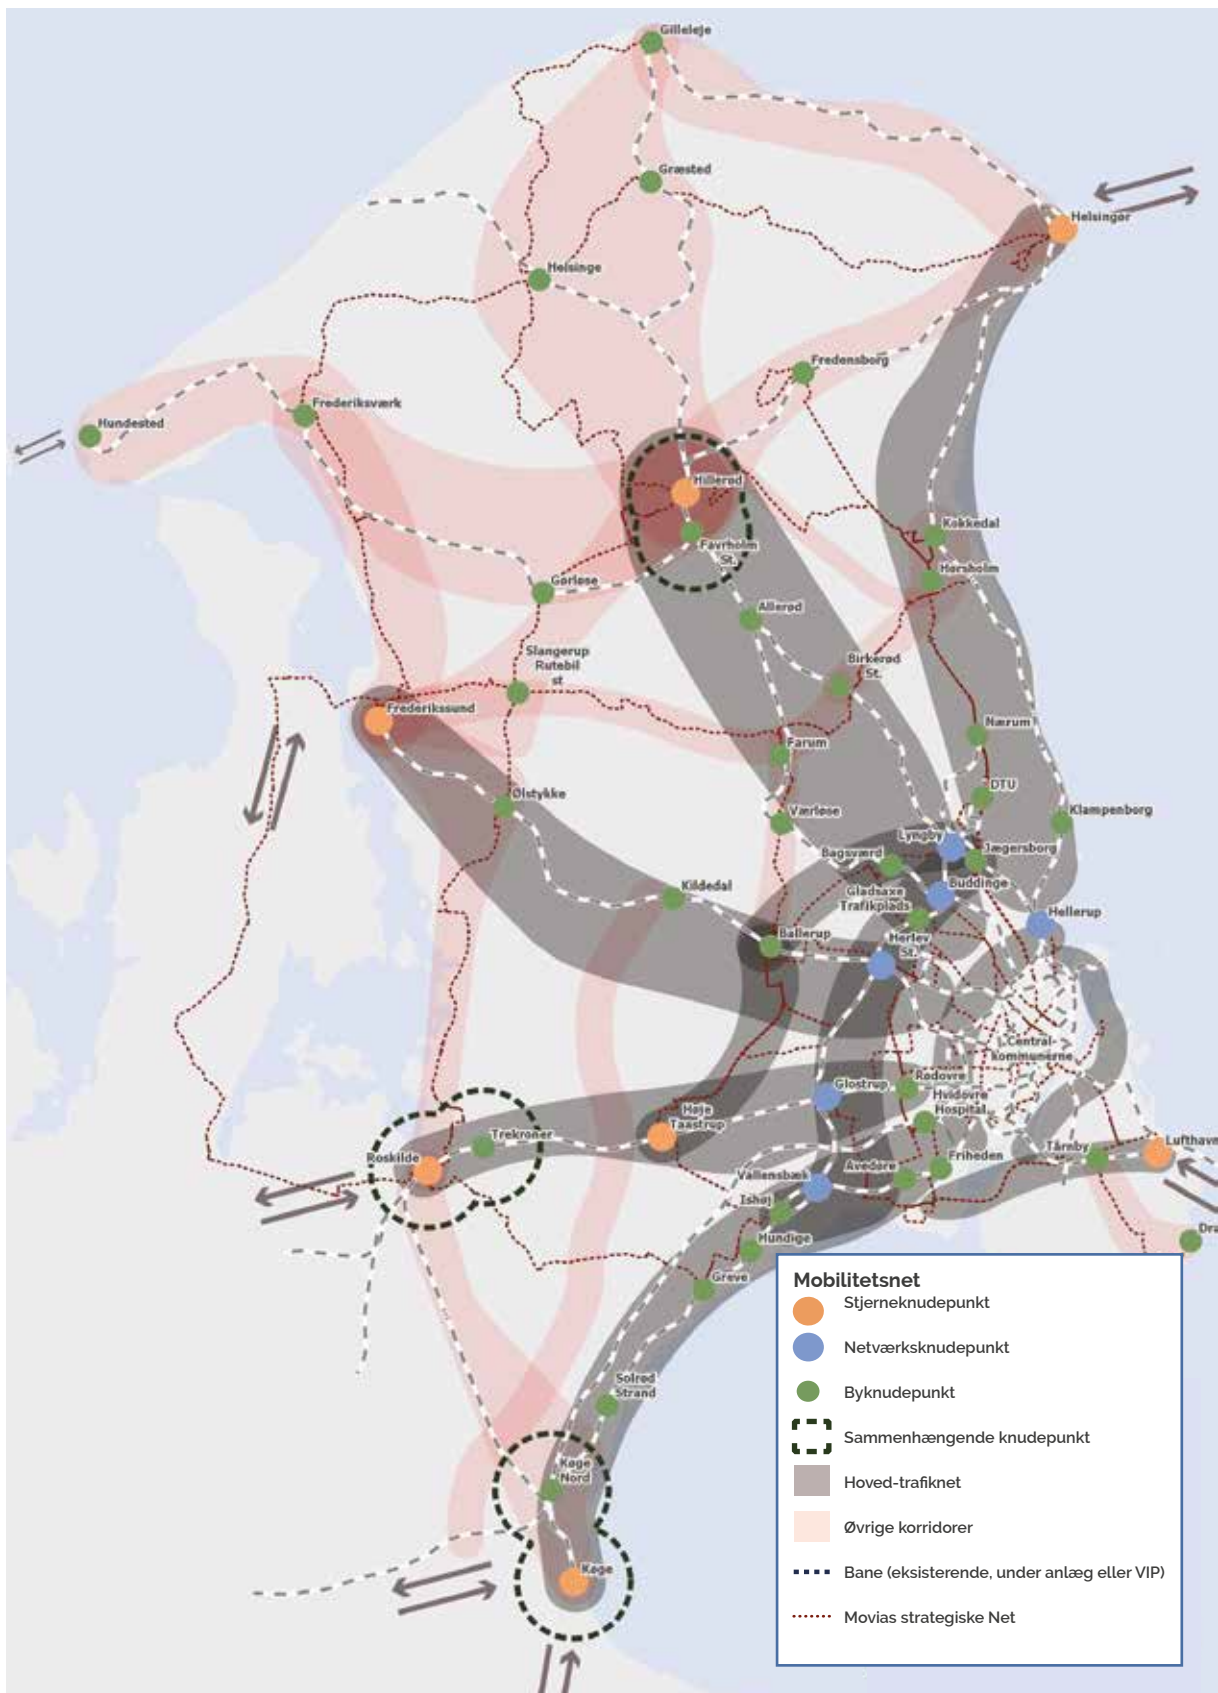 Gilleleje
Græsted
Helsingør
Helsinge
Fredensborg
Frederiksværk
Hundested
Hillerød
Kokkedal
Favrholm
St.
Hørsholm
Gørløse
Allerød
Slangerup
Rutebil
st
Birkerød
St.
Frederikssund
Nærum
Farum
DTU
Ølstykke
Værløse
Klampenborg
Lyngby
Bagsværd
Jægersborg
Kildedal
Gladsaxe
Trafikplads
Buddinge
Hellerup
Ballerup
Herlev
St.
Central-
kommunerne
Rødovre
Glostrup
Hvidovre
Hospital
Høje
Taastrup
Trekroner
Roskilde
Lufthavn
Tårnby
Friheden
Avedøre
Vallensbæk
Ishøj
Hundige
Dra
Greve
Solrød
Strand
Køge
Nord
Køge
Mobilitetsnet
Stjerneknudepunkt
Netværksknudepunkt
Byknudepunkt
Sammenhængende knudepunkt
Hoved-trafiknet
Øvrige korridorer
Bane (eksisterende, under anlæg eller VIP)
Movias strategiske Net